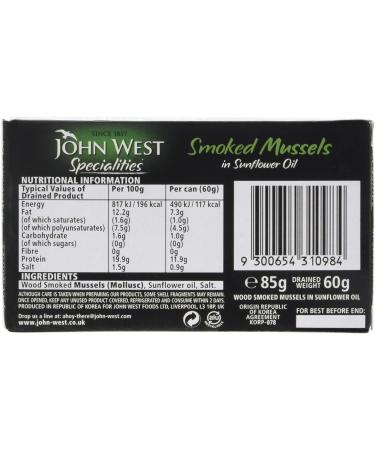 SINCE 1857
JOHN WEST
Specialities
Smoked Mussels
in Sunflower Oil
NUTRITIONAL INFORMATION
Typical Values of Drained Product Per 100g Per can (60g)
Energy 817 kJ / 196 kcal 490 kJ / 117 kcal
Fat 12.2g 7.3g
(of which saturates) (1.6g) (1.0g)
(of which polyunsaturates) (7.5g) (4.5g)
Carbohydrate 1.6g 1.0g
(of which sugars) (0g) (0g)
Fibre 0g 0g
Protein 19.9g 11.9g
Salt 1.5g 0.9g
INGREDIENTS
Wood Smoked Mussels (Mollusc), Sunflower oil, Salt.
ALTHOUGH CARE IS TAKEN WHEN PREPARING OUR PRODUCTS, SOME SHELL FRAGMENTS MAY REMAIN.
ONCE OPENED, KEEP ANY UNUSED PRODUCT COVERED, REFRIGERATED AND CONSUME WITHIN 2 DAYS.
PRODUCED IN REPUBLIC OF KOREA FOR JOHN WEST FOODS LTD, LIVERPOOL L3 1BP, UK
Get in touch at: ahoy-there@john-west.com
www.john-west.co.uk
9 300654 310984
e 85g DRAINED WEIGHT 60g
WOOD SMOKED MUSSELS IN SUNFLOWER OIL
ORIGIN REPUBLIC
OF KOREA
AGREEMENT
KORP-078
FOR BEST BEFORE END: